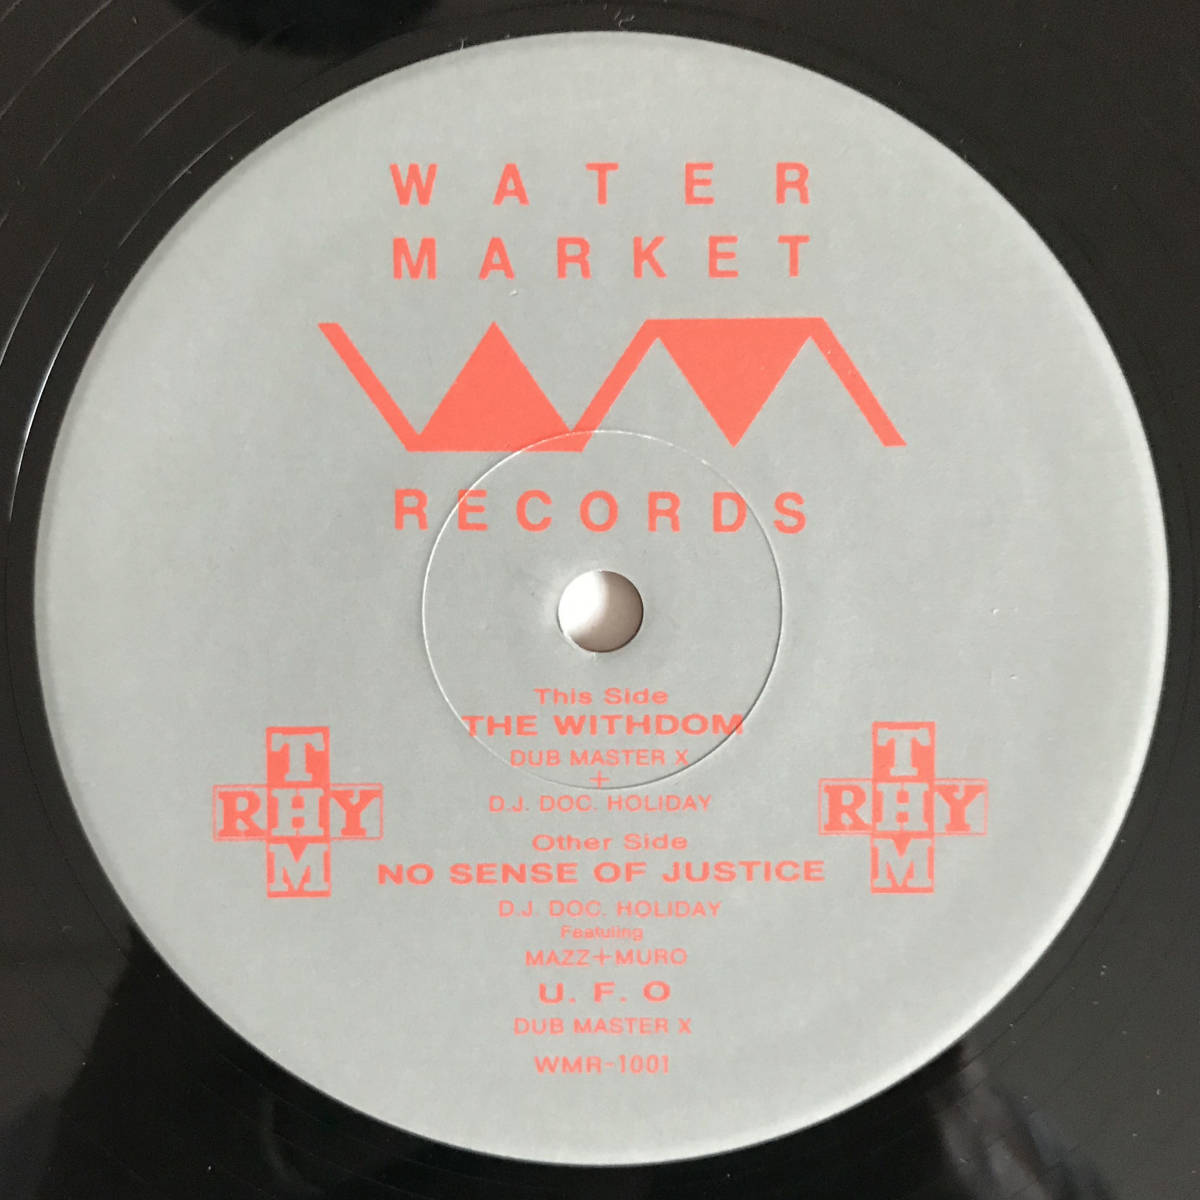 WATER
MARKET
RECORDS
This Side
THE WITHDOM
DUB MASTER X
+
D.J. DOC. HOLIDAY
Other Side
NO SENSE OF JUSTICE
D.J. DOC. HOLIDAY
Featuiing
MAZZ+MURO
U. F. O
DUB MASTER X
WMR-1001
RHYTHM
RHYTHM